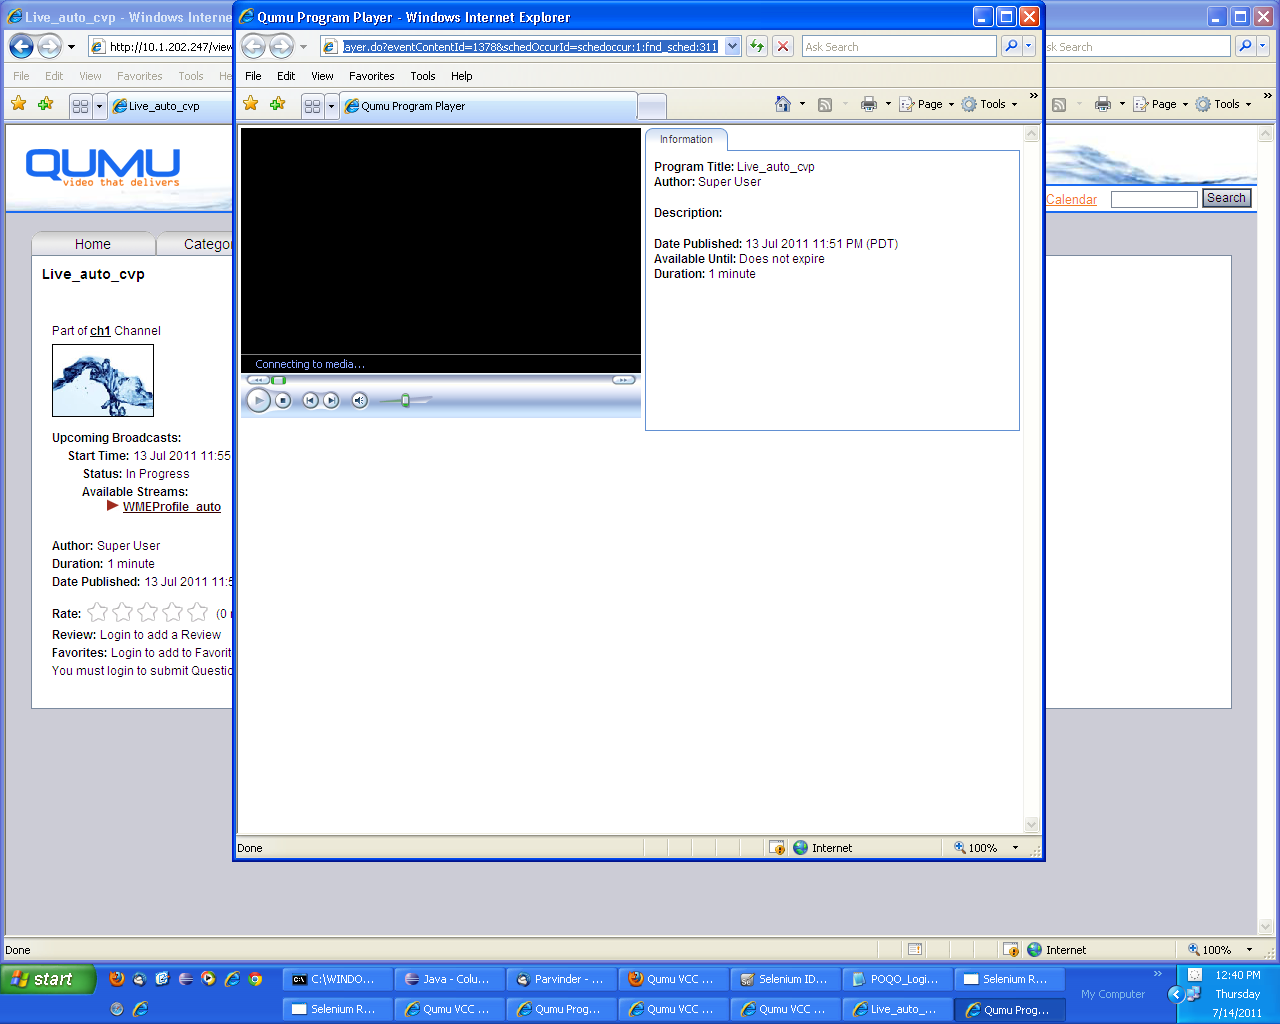 Live_auto_cvp - Windows Interne
http://10.1.202.247/view
File Edit View Favorites Tools He
Live_auto_cvp
Qumu Program Player - Windows Internet Explorer
ayer.do?eventContentId=1378&schedOccurId=schedoccur:1:fnd_sched:311
Ask Search
File Edit View Favorites Tools Help
Qumu Program Player
Page Tools »
sk Search
Page Tools »
QUMU
video that delivers
Calendar
Search
Home
Catego
Live_auto_cvp
Part of ch1 Channel
Upcoming Broadcasts:
Start Time: 13 Jul 2011 11:55
Status: In Progress
Available Streams:
WMEProfile_auto
Author: Super User
Duration: 1 minute
Date Published: 13 Jul 2011 11:5
Rate: (0
Review: Login to add a Review
Favorites: Login to add to Favorit
You must login to submit Questio
Connecting to media...
Information
Program Title: Live_auto_cvp
Author: Super User
Description:
Date Published: 13 Jul 2011 11:51 PM (PDT)
Available Until: Does not expire
Duration: 1 minute
Done
Internet
100%
Done
Internet
100%
start
C:\WINDO...
Java - Colu...
Parvinder - ...
Qumu VCC ...
Selenium ID...
POQO_Logi...
Selenium R...
Selenium R...
Qumu VCC ...
Qumu Prog...
Qumu VCC ...
Qumu VCC ...
Live_auto_...
Qumu Prog...
»
My Computer
12:40 PM
Thursday
7/14/2011